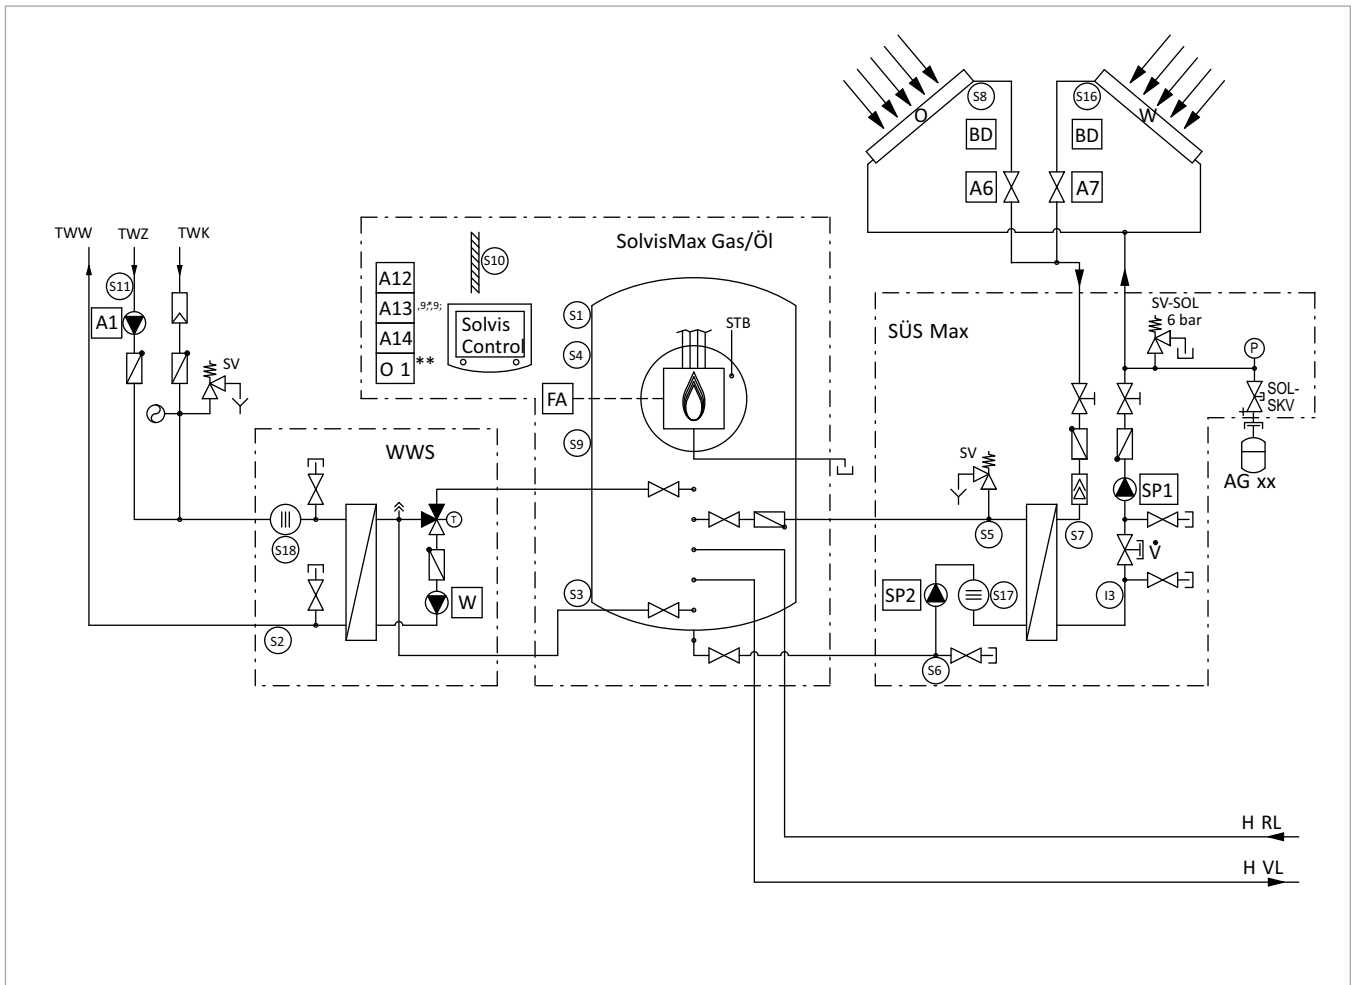 O
W
S8
S16
BD
BD
A6
A7
TWW
TWZ
TWK
S11
A1
SV
SolvisMax Gas/Öl
A12
S10
A13
A14
O 1 **
Solvis
Control
S1
S4
STB
FA
S9
S3
SÜS Max
SV-SOL
6 bar
P
SOL-
SKV
AG xx
SV
SP1
S5
S7
V̇
SP2
S17
I3
S6
WWS
T
S18
W
S2
H RL
H VL